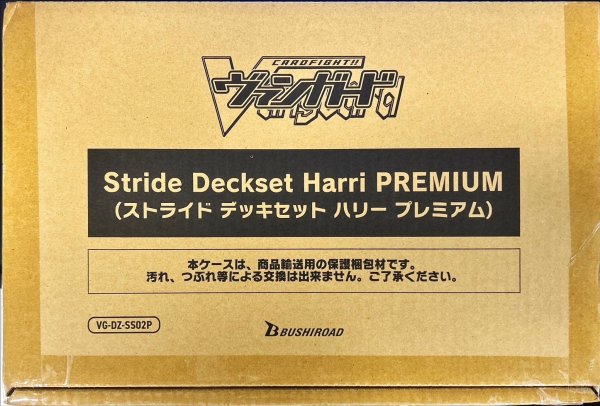 CARDFIGHT!!
ヴァンガード
Vanguard
Stride Deckset Harri PREMIUM
(ストライド デッキセット ハリー プレミアム)
本ケースは、商品輸送用の保護梱包材です。
汚れ、つぶれ等による交換は出来ません。ご了承ください。
VG-DZ-SS02P
BUSHIROAD